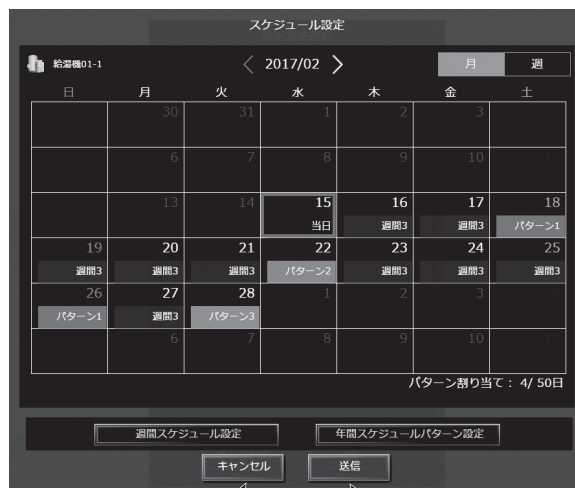 スケジュール設定
給湯機01-1
2017/02
月 週
日 月 火 水 木 金 土
30 31 1 2 3
6 7 8 9 10
13 14 15 16 17 18
当日 週間3 週間3 パターン1
19 20 21 22 23 24 25
週間3 週間3 週間3 パターン2 週間3 週間3 週間3
26 27 28 1 2 3
パターン1 週間3 パターン3
6 7 8 9 10
パターン割り当て: 4/ 50日
週間スケジュール設定 年間スケジュールパターン設定
キャンセル 送信